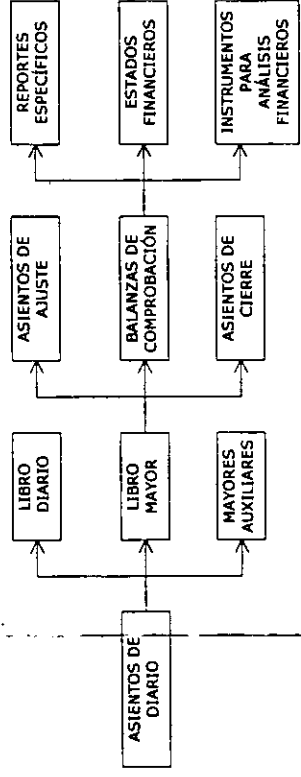 ASIENTOS DE
DIARIO
LIBRO
DIARIO
LIBRO
MAYOR
MAYORES
AUXILIARES
ASIENTOS DE
AJUSTE
BALANZAS DE
COMPROBACIÓN
ASIENTOS DE
CIERRE
REPORTES
ESPECÍFICOS
ESTADOS
FINANCIEROS
INSTRUMENTOS
PARA
ANÁLISIS
FINANCIEROS